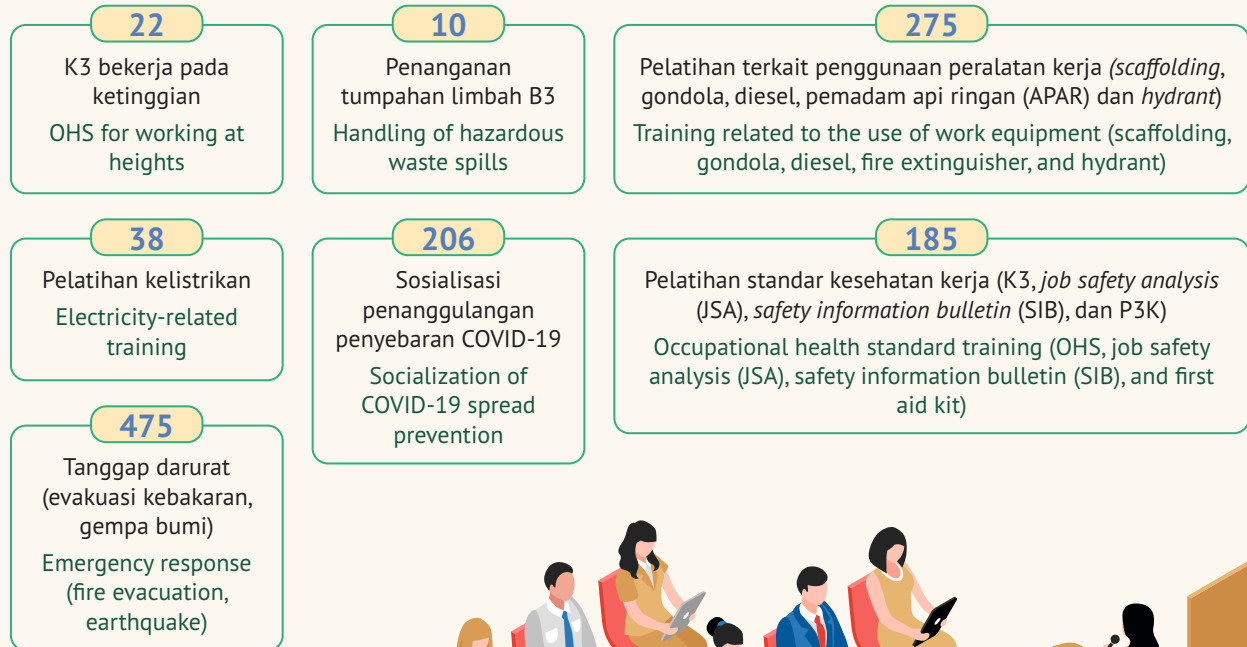 22
K3 bekerja pada
ketinggian
OHS for working at
heights
10
Penanganan
tumpahan limbah B3
Handling of hazardous
waste spills
275
Pelatihan terkait penggunaan peralatan kerja (scaffolding,
gondola, diesel, pemadam api ringan (APAR) dan hydrant)
Training related to the use of work equipment (scaffolding,
gondola, diesel, fire extinguisher, and hydrant)
38
Pelatihan kelistrikan
Electricity-related
training
206
Sosialisasi
penanggulangan
penyebaran COVID-19
Socialization of
COVID-19 spread
prevention
185
Pelatihan standar kesehatan kerja (K3, job safety analysis
(JSA), safety information bulletin (SIB), dan P3K)
Occupational health standard training (OHS, job safety
analysis (JSA), safety information bulletin (SIB), and first
aid kit)
475
Tanggap darurat
(evakuasi kebakaran,
gempa bumi)
Emergency response
(fire evacuation,
earthquake)